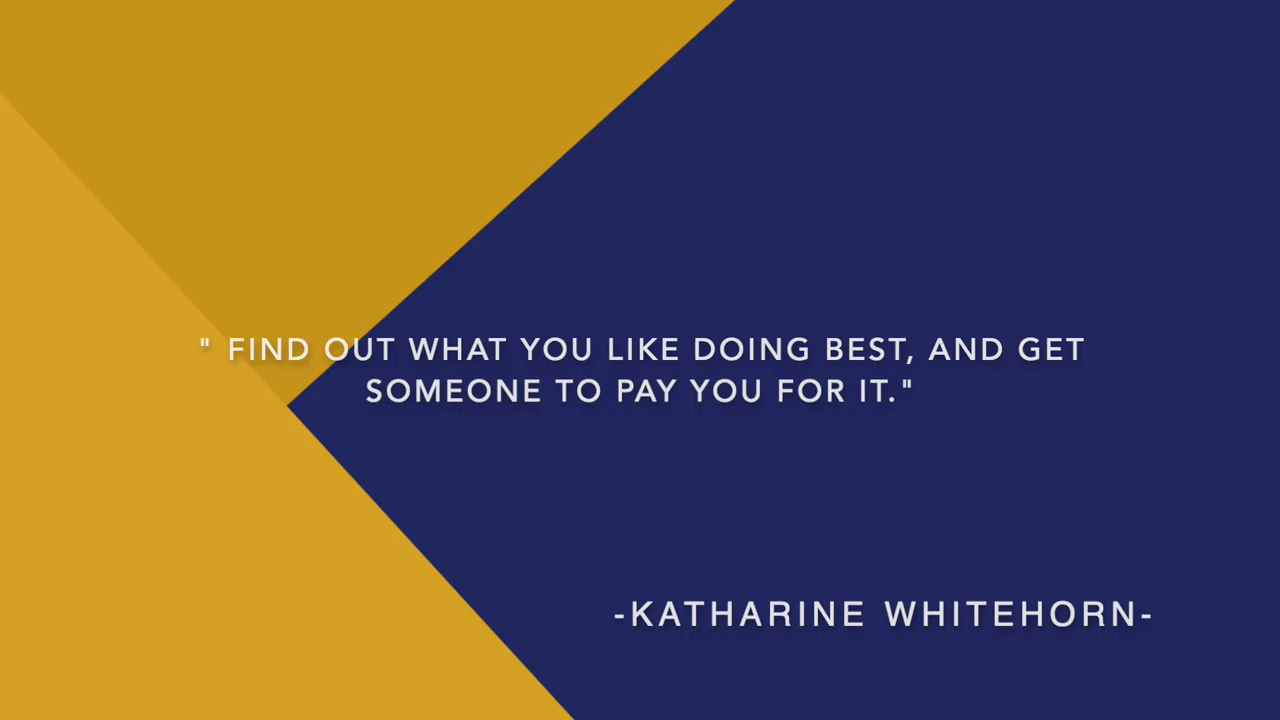 " FIND OUT WHAT YOU LIKE DOING BEST, AND GET
SOMEONE TO PAY YOU FOR IT."
-KATHARINE WHITEHORN-